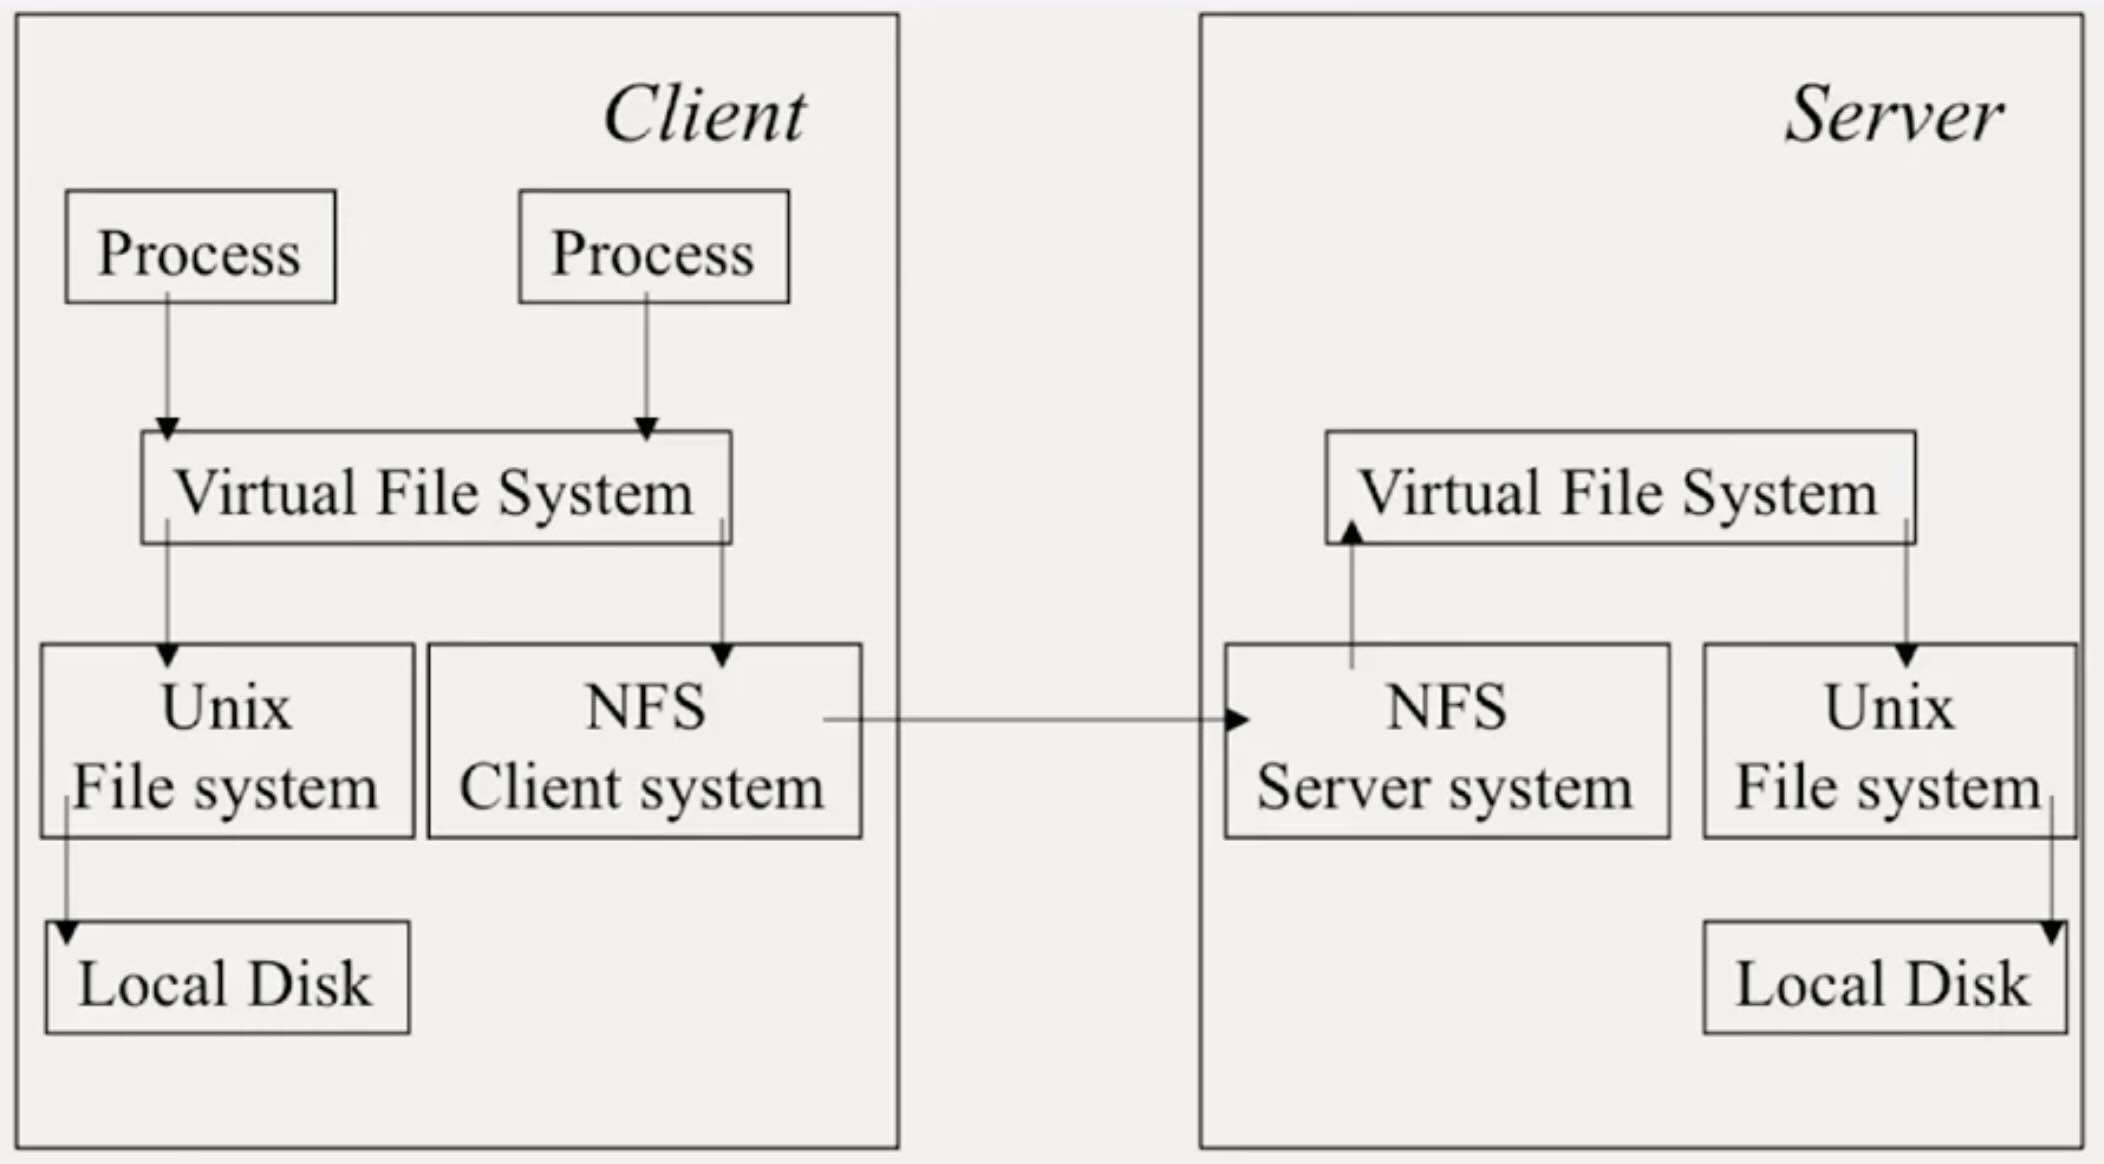 Client
Server
Process
Process
Virtual File System
Virtual File System
Unix
File system
NFS
Client system
NFS
Server system
Unix
File system
Local Disk
Local Disk